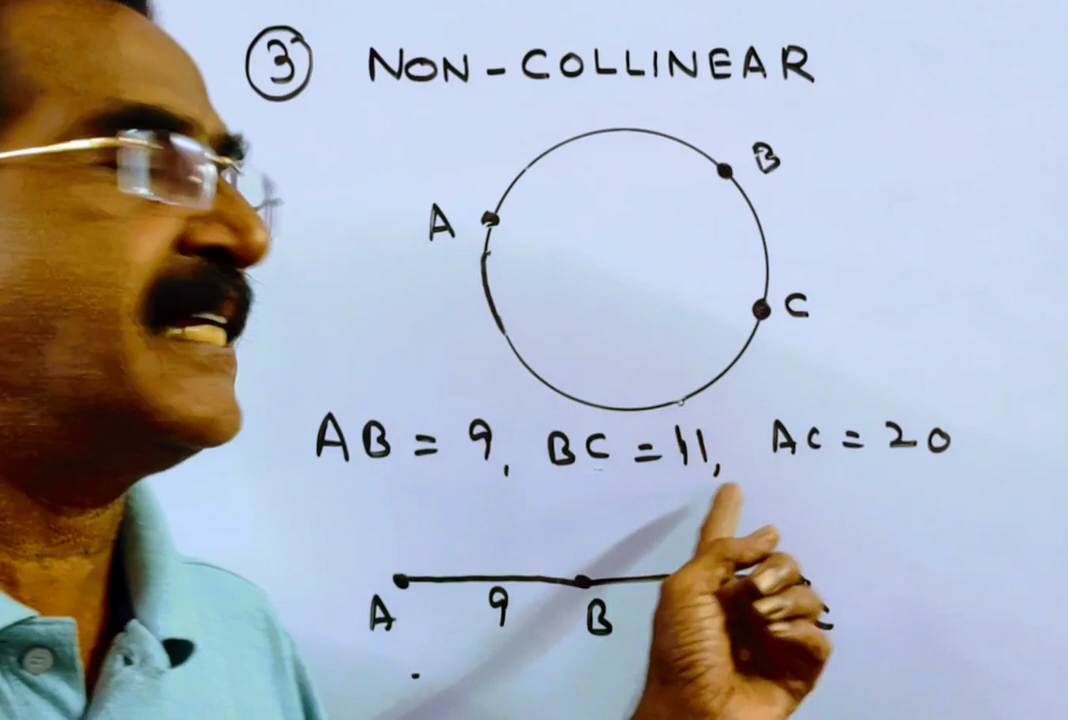 ③ NON-COLLINEAR
B
A
C
AB = 9, BC = 11, AC = 20
A 9 B